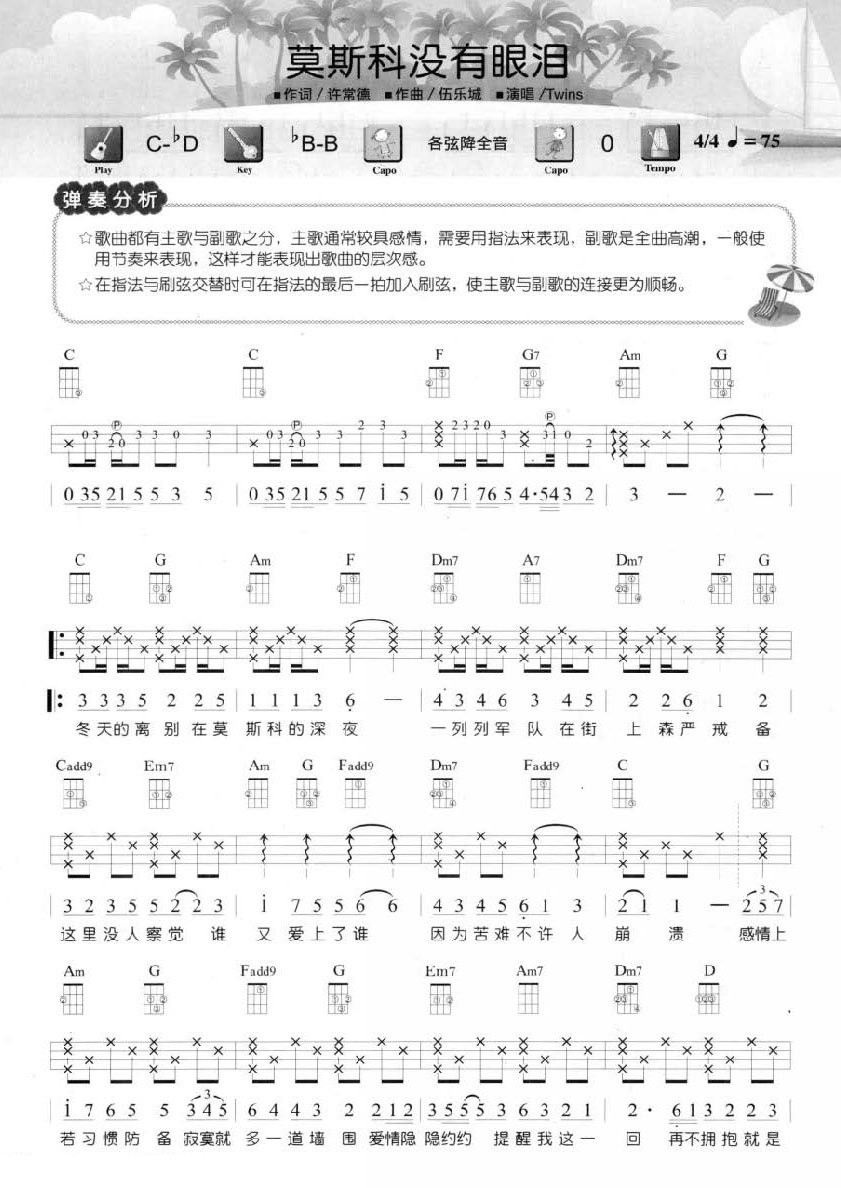 莫斯科没有眼泪
■作词/许常德 ■作曲/伍乐城 ■演唱/Twins
Play C-♭D Key ♭B-B Capo 各弦降全音 Capo 0 Tempo 4/4 ♩=75
弹奏分析
☆歌曲都有主歌与副歌之分，主歌通常较具感情，需要用指法来表现，副歌是全曲高潮，一般使
用节奏来表现，这样才能表现出歌曲的层次感。
☆在指法与刷弦交替时可在指法的最后一拍加入刷弦，使主歌与副歌的连接更为顺畅。
C C F G7 Am G
0 35 21 5 5 3 5 | 0 35 21 5 5 7 i 5 | 0 7i 76 5 4·54 3 2 | 3 — 2 — |
C G Am F Dm7 A7 Dm7 F G
3 3 3 5 2 2 5 | 1 1 1 3 6 — | 4 3 4 6 3 4 5 | 2 2 6 1 2
冬天的离别在莫斯科的深夜 一列列军队在街上森严戒备
Cadd9 Em7 Am G Fadd9 Dm7 Fadd9 C G
3 2 3 5 5 2 2 3 | i 7 5 5 6 6 | 4 3 4 5 6 1 3 | 2 1 1 — 2 5 7
这里没人察觉谁又爱上了谁 因为苦难不许人崩溃 感情上
Am G Fadd9 G Em7 Am7 Dm7 D
i 7 6 5 5 3 4 5 | 6 4 4 3 2 2 1 2 | 3 5 5 5 3 6 3 2 1 | 2· 6 1 3 2 2 3
若习惯防备寂寞就多一道墙围爱情隐隐约约提醒我这一回 再不拥抱就是